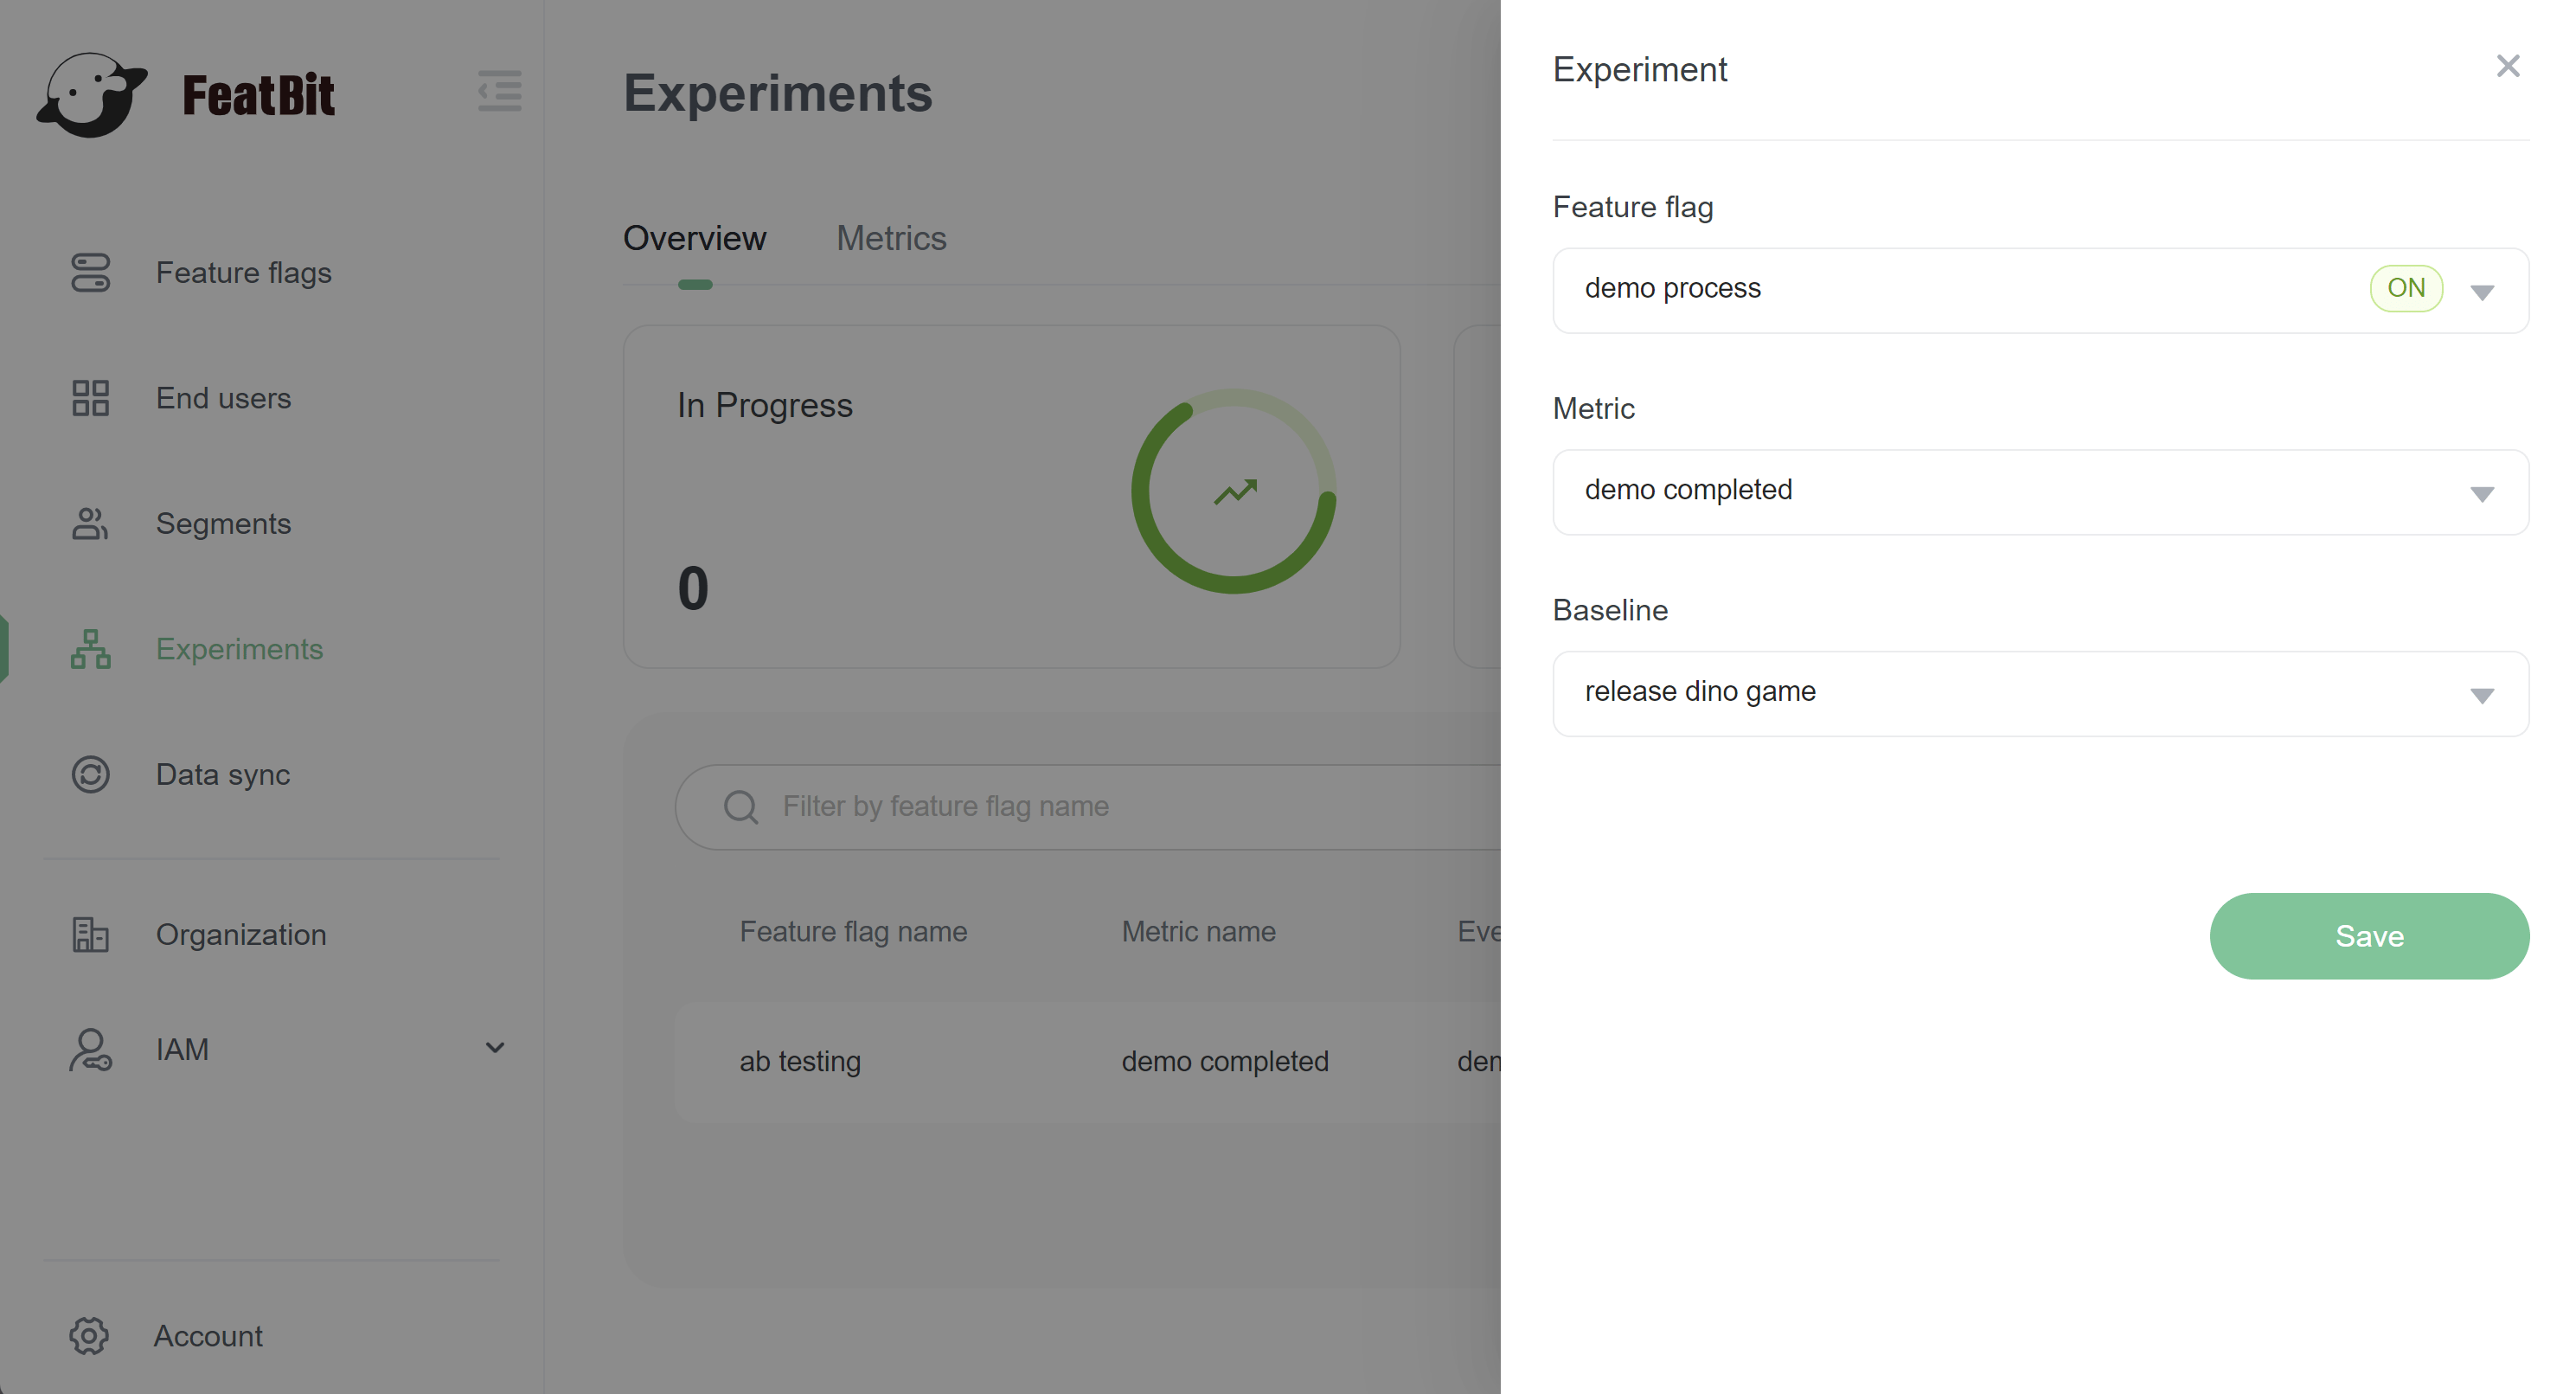 FeatBit
Feature flags
End users
Segments
Experiments
Data sync
Organization
IAM
Account
Experiments
Overview Metrics
In Progress
0
Filter by feature flag name
Feature flag name Metric name
ab testing demo completed
Experiment
Feature flag
demo process ON
Metric
demo completed
Baseline
release dino game
Save